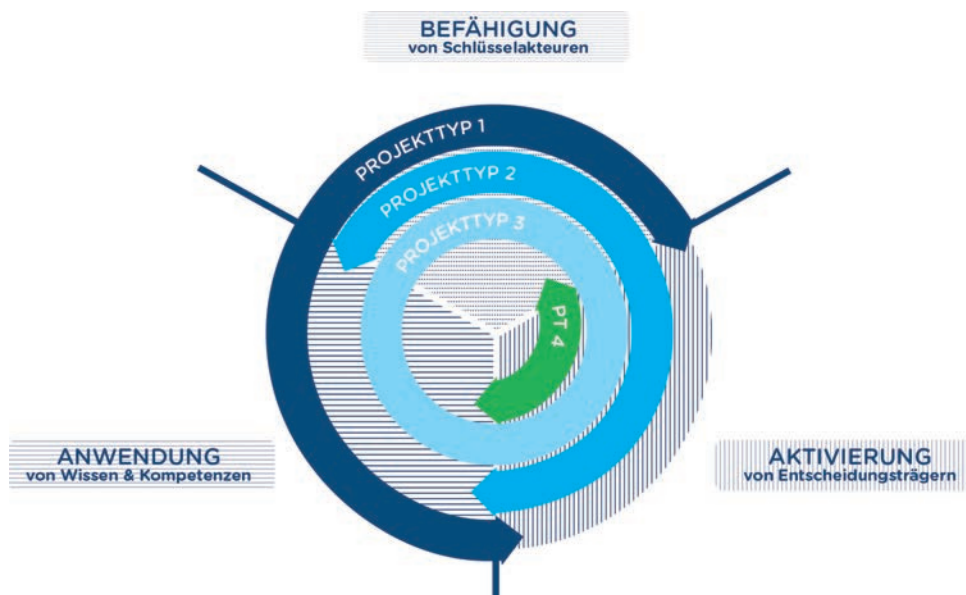 BEFÄHIGUNG
von Schlüsselakteuren
PROJEKTTYP 1
PROJEKTTYP 2
PROJEKTTYP 3
PT 4
ANWENDUNG
von Wissen & Kompetenzen
AKTIVIERUNG
von Entscheidungsträgern